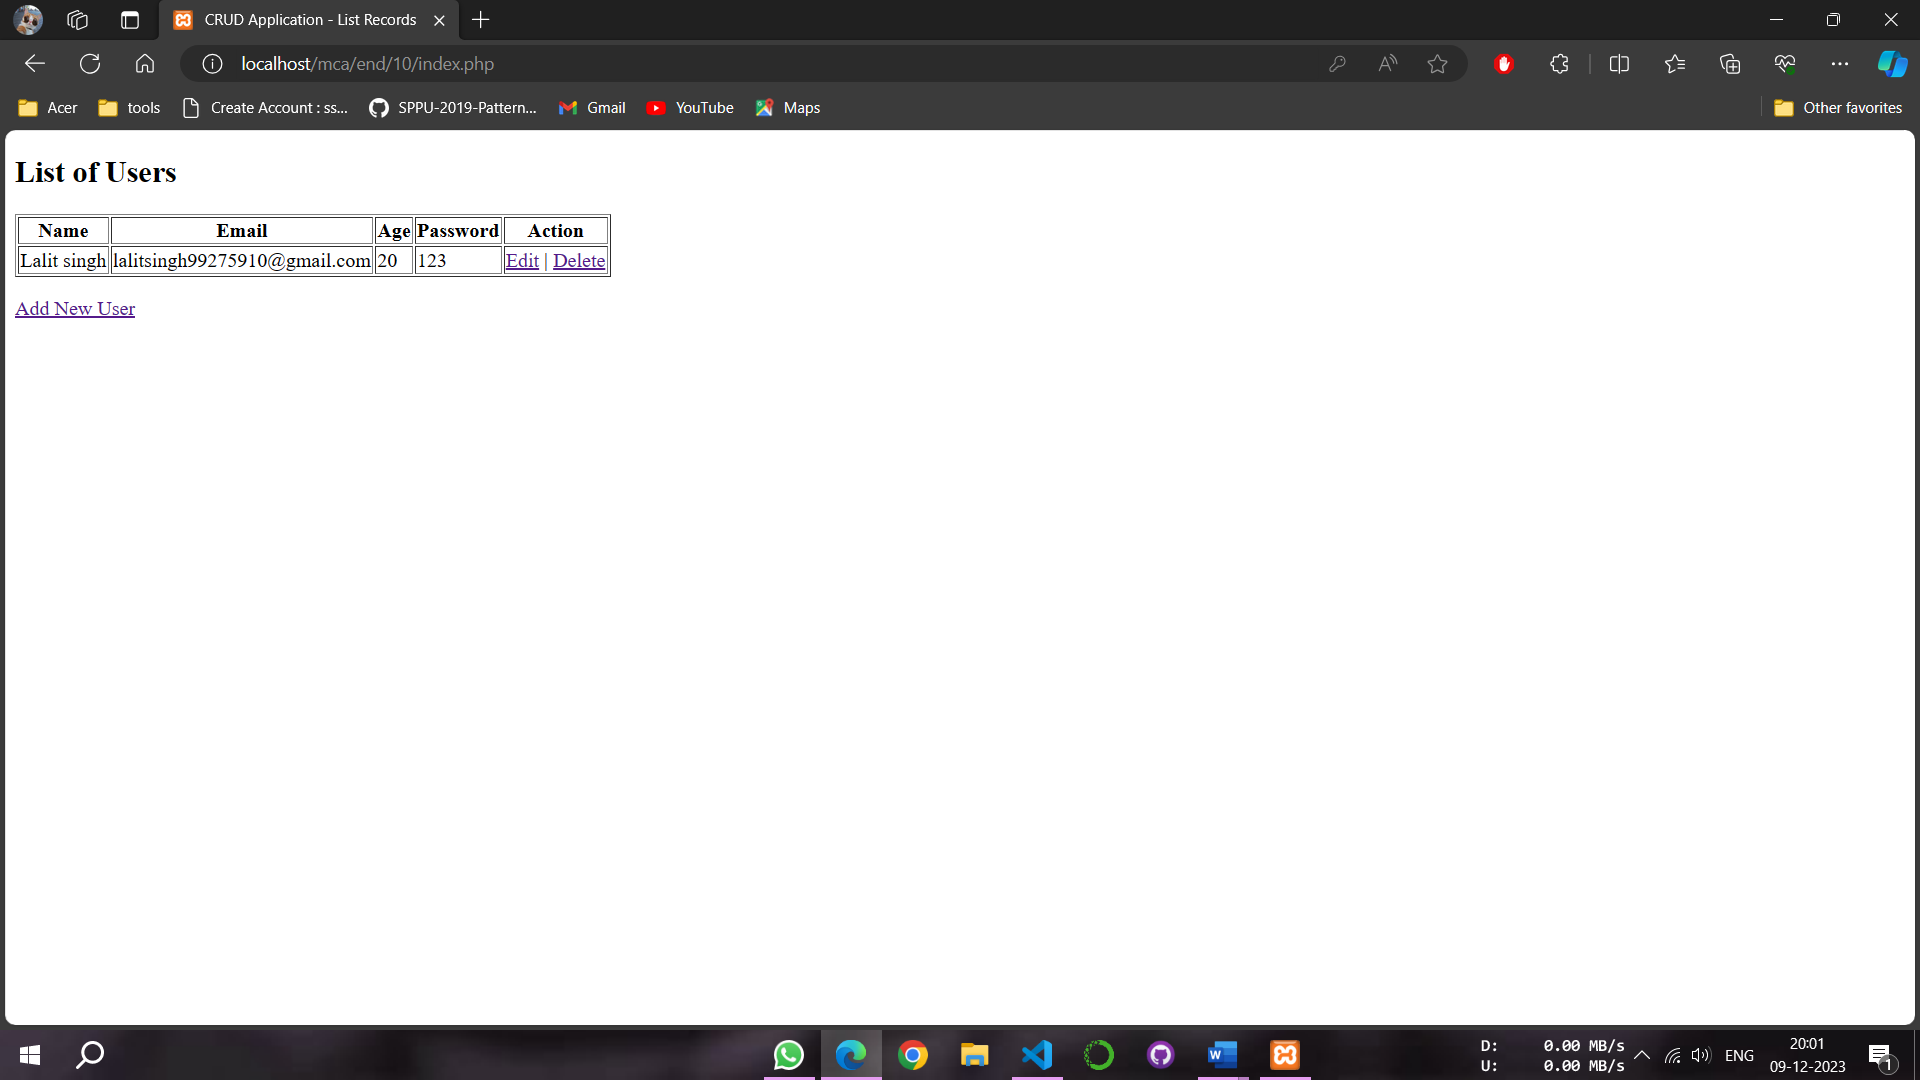 CRUD Application - List Records
localhost/mca/end/10/index.php
Acer tools Create Account : ss... SPPU-2019-Pattern... Gmail YouTube Maps Other favorites
List of Users
Name Email Age Password Action
Lalit singh lalitsingh99275910@gmail.com 20 123 Edit | Delete
Add New User
D: 0.00 MB/s
U: 0.00 MB/s
ENG
20:01
09-12-2023
1